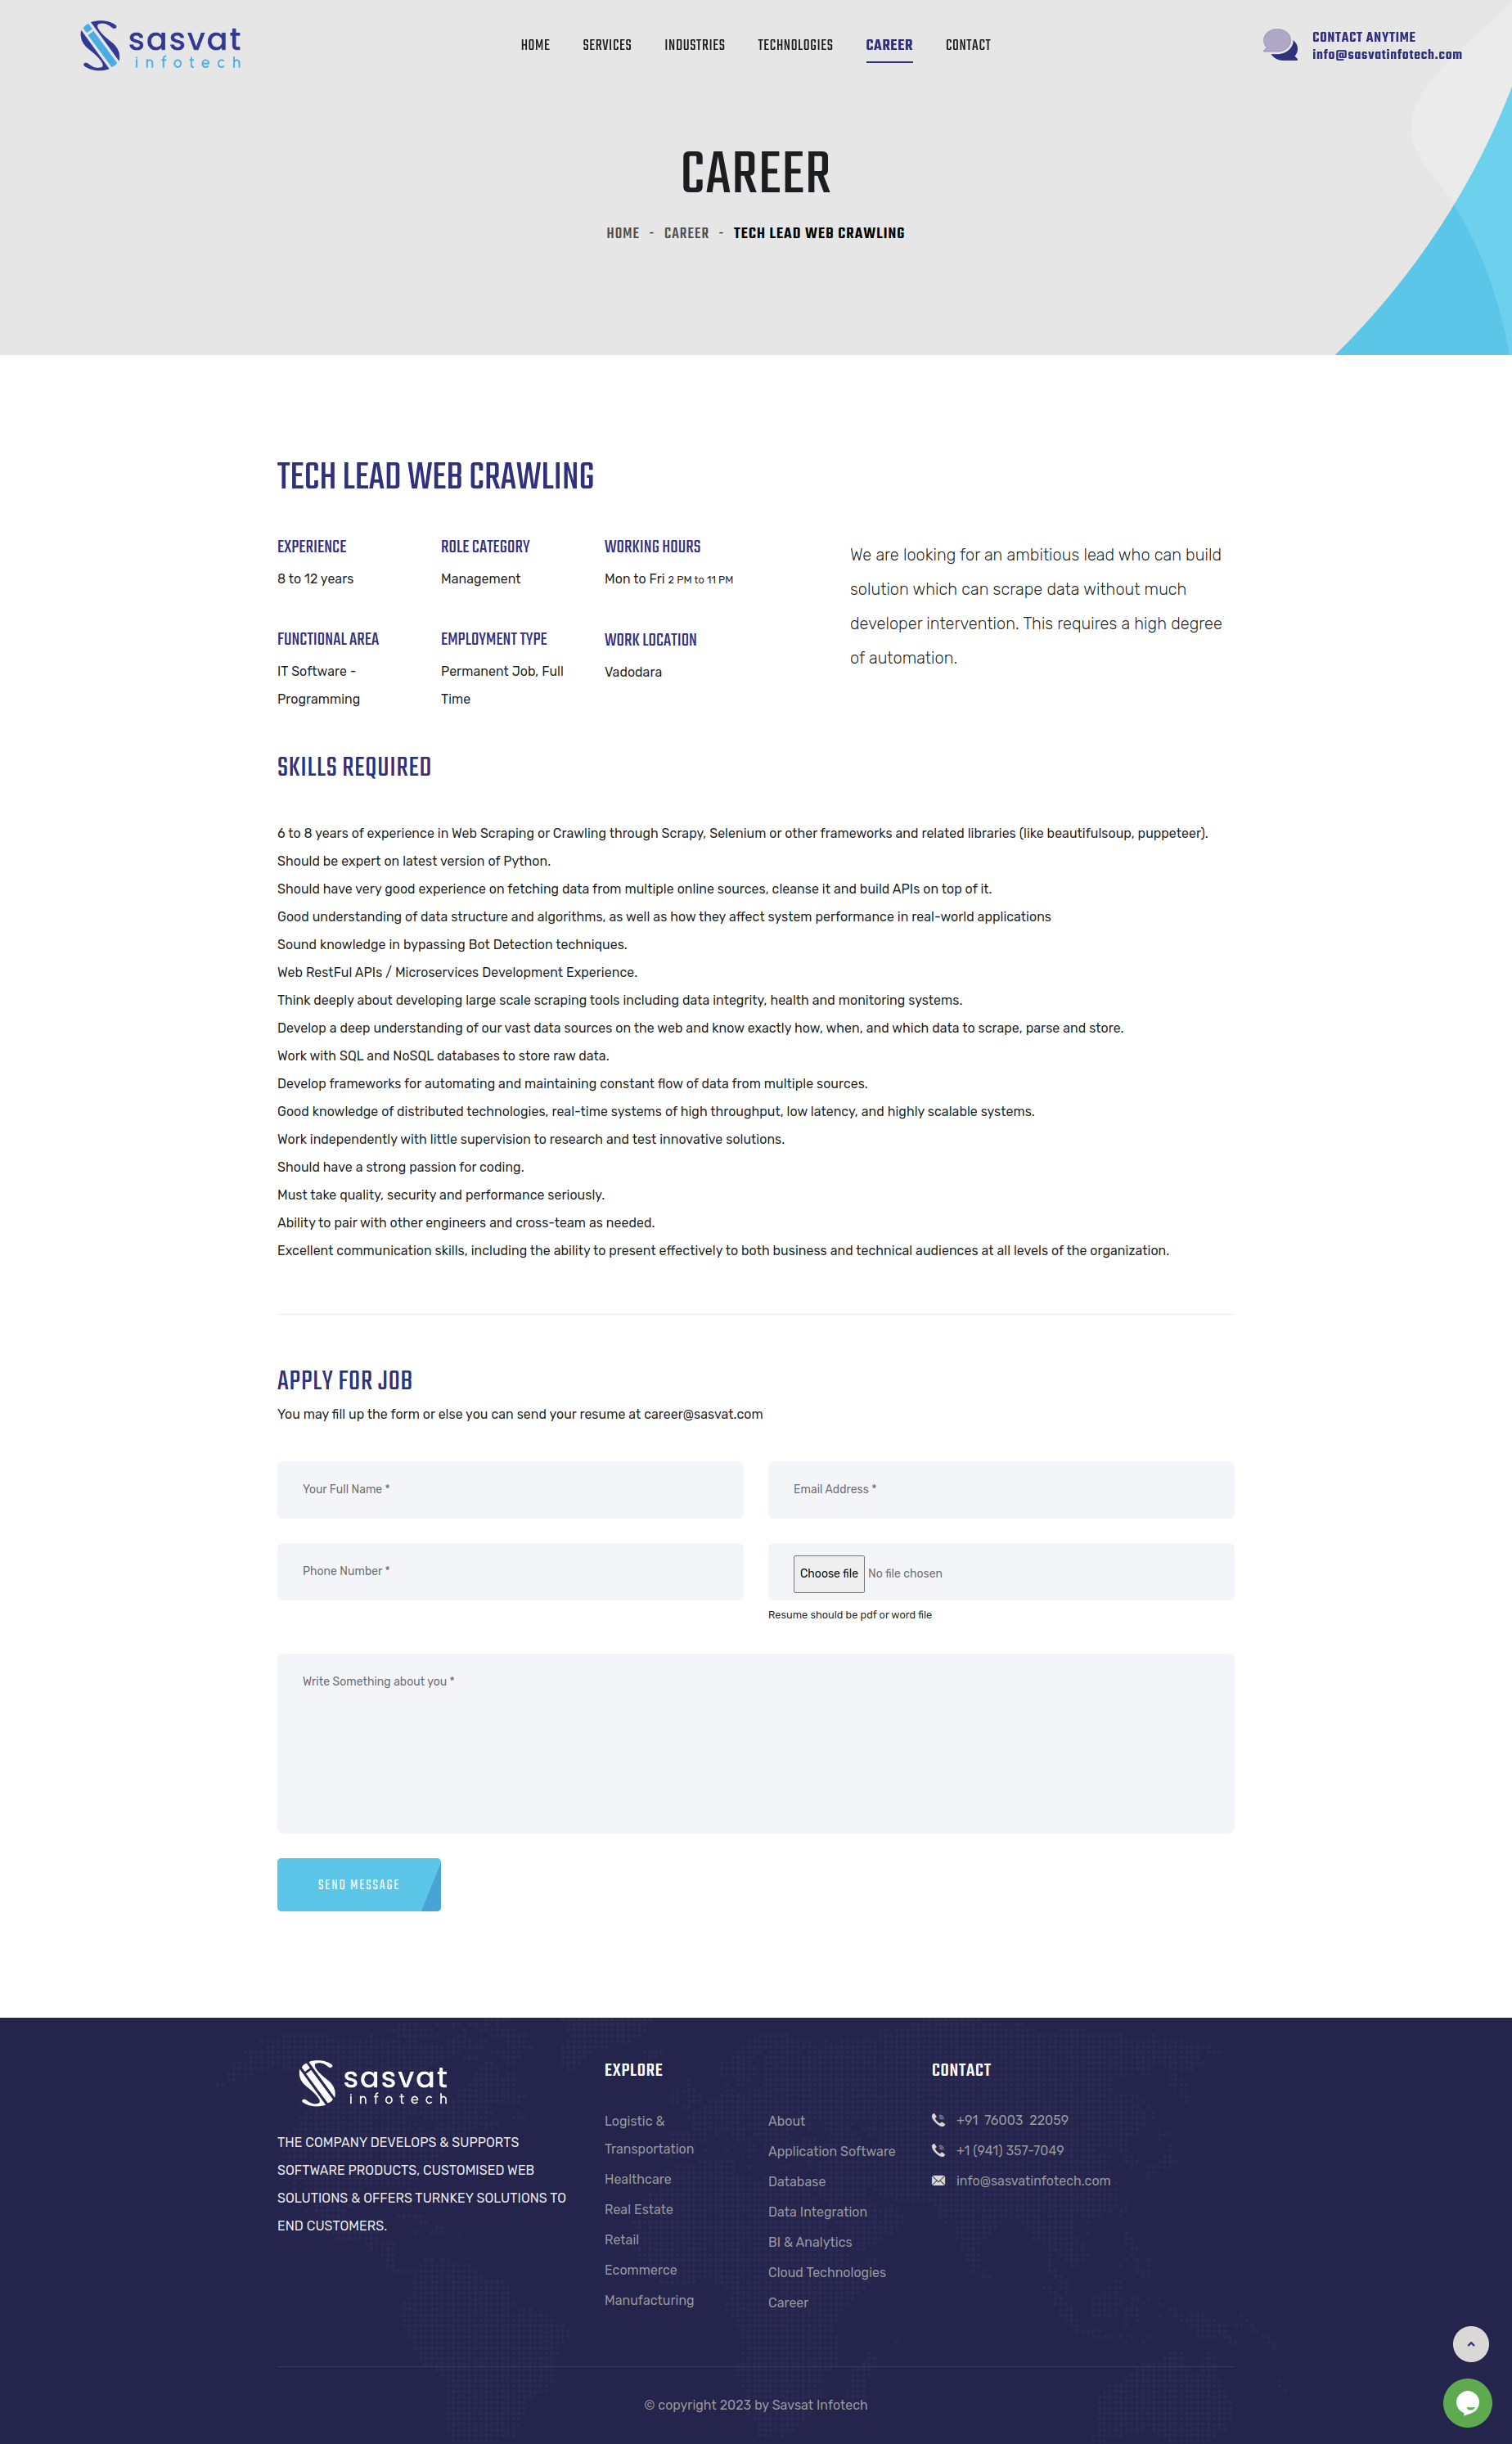 sasvat
infotech
HOME
SERVICES
INDUSTRIES
TECHNOLOGIES
CAREER
CONTACT
CONTACT ANYTIME
info@sasvatinfotech.com
CAREER
HOME - CAREER - TECH LEAD WEB CRAWLING
TECH LEAD WEB CRAWLING
EXPERIENCE
8 to 12 years
ROLE CATEGORY
Management
WORKING HOURS
Mon to Fri 2 PM to 11 PM
FUNCTIONAL AREA
IT Software -
Programming
EMPLOYMENT TYPE
Permanent Job, Full
Time
WORK LOCATION
Vadodara
We are looking for an ambitious lead who can build
solution which can scrape data without much
developer intervention. This requires a high degree
of automation.
SKILLS REQUIRED
6 to 8 years of experience in Web Scraping or Crawling through Scrapy, Selenium or other frameworks and related libraries (like beautifulsoup, puppeteer).
Should be expert on latest version of Python.
Should have very good experience on fetching data from multiple online sources, cleanse it and build APIs on top of it.
Good understanding of data structure and algorithms, as well as how they affect system performance in real-world applications
Sound knowledge in bypassing Bot Detection techniques.
Web RestFul APIs / Microservices Development Experience.
Think deeply about developing large scale scraping tools including data integrity, health and monitoring systems.
Develop a deep understanding of our vast data sources on the web and know exactly how, when, and which data to scrape, parse and store.
Work with SQL and NoSQL databases to store raw data.
Develop frameworks for automating and maintaining constant flow of data from multiple sources.
Good knowledge of distributed technologies, real-time systems of high throughput, low latency, and highly scalable systems.
Work independently with little supervision to research and test innovative solutions.
Should have a strong passion for coding.
Must take quality, security and performance seriously.
Ability to pair with other engineers and cross-team as needed.
Excellent communication skills, including the ability to present effectively to both business and technical audiences at all levels of the organization.
APPLY FOR JOB
You may fill up the form or else you can send your resume at career@sasvat.com
Your Full Name *
Email Address *
Phone Number *
Choose file No file chosen
Resume should be pdf or word file
Write Something about you *
SEND MESSAGE
sasvat
infotech
THE COMPANY DEVELOPS & SUPPORTS
SOFTWARE PRODUCTS, CUSTOMISED WEB
SOLUTIONS & OFFERS TURNKEY SOLUTIONS TO
END CUSTOMERS.
EXPLORE
Logistic &
Transportation
Healthcare
Real Estate
Retail
Ecommerce
Manufacturing
About
Application Software
Database
Data Integration
BI & Analytics
Cloud Technologies
Career
CONTACT
+91 76003 22059
+1 (941) 357-7049
info@sasvatinfotech.com
© copyright 2023 by Savsat Infotech